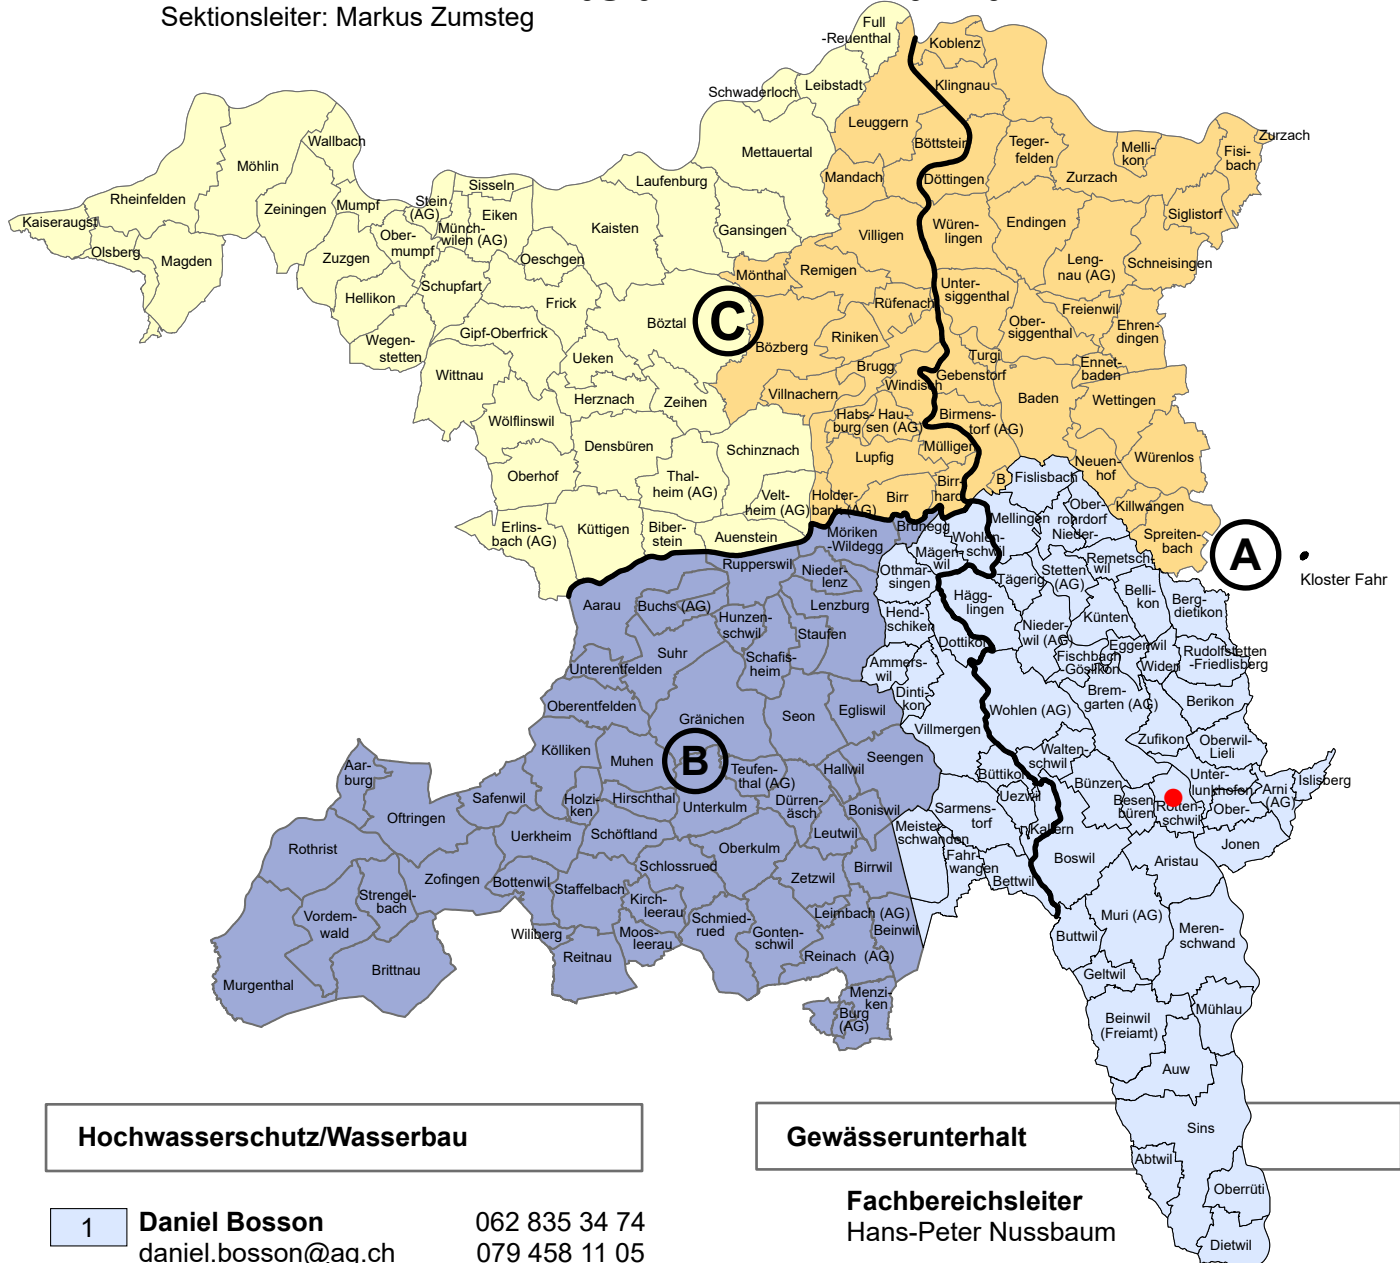 Sektionsleiter: Markus Zumsteg
Full
-Reuenthal
Koblenz
Leibstadt
Schwaderloch
Klingnau
Leuggern
Wallbach
Mettauertal
Böttstein
Teger-
felden
Melli-
kon
Zurzach
Fisi-
bach
Möhlin
Mandach
Döttingen
Zurzach
Laufenburg
Sisseln
Rheinfelden
Stein
(AG)
Mumpf
Zeiningen
Eiken
Siglistorf
Kaiseraugst
Münch-
wilen (AG)
Kaisten
Gansingen
Villigen
Würen-
lingen
Endingen
Ober-
mumpf
Olsberg
Magden
Zuzgen
Oeschgen
Leng-
nau (AG)
Schneisingen
Mönthal
Remigen
Schupfart
Hellikon
Frick
Rüfenach
Unter-
siggenthal
Freienwil
Böztal
C
Bözberg
Riniken
Ober-
siggenthal
Ehren-
dingen
Wegen-
stetten
Gipf-Oberfrick
Ueken
Turgi
Ennet-
baden
Wittnau
Brugg
Windisch
Gebenstorf
Herznach
Zeihen
Villnachern
Baden
Wettingen
Wölflinswil
Habs-
burg
Hau-
sen (AG)
Birmens-
torf (AG)
Densbüren
Schinznach
Mülligen
Lupfig
Würenlos
Oberhof
Thal-
heim (AG)
Neuen-
hof
Birr-
hard
B
Fislisbach
Velt-
heim (AG)
Holder-
bank (AG)
Birr
Killwangen
Ober-
rohrdorf
Mellingen
Nieder-
Erlins-
bach (AG)
Küttigen
Biber-
stein
Auenstein
Möriken
-Wildegg
Brunegg
Wohlen-
schwil
Spreiten-
bach
A
Kloster Fahr
Mägen-
wil
Remetsch-
wil
Rupperswil
Nieder-
lenz
Othmar-
singen
Tägerig
Stetten
(AG)
Belli-
kon
Berg-
dietikon
Aarau
Buchs (AG)
Lenzburg
Hägg-
lingen
Hunzen-
schwil
Hend-
schiken
Künten
Staufen
Nieder-
wil (AG)
Dottikon
Eggenwil
Suhr
Schafis-
heim
Fischbach
Göslikon
Widen
Rudolfstetten
-Friedlisberg
Unterentfelden
Ammers-
wil
Dinti-
kon
Brem-
garten (AG)
Berikon
Oberentfelden
Gränichen
Seon
Egliswil
Wohlen (AG)
Villmergen
Zufikon
Oberwil-
Lieli
Kölliken
Muhen
B
Seengen
Walten-
schwil
Aar-
burg
Teufen-
thal (AG)
Hallwil
Büttikon
Bünzen
Unter-
lunkhofen
Arni
(AG)
Islisberg
Safenwil
Holzi-
ken
Hirschthal
Unterkulm
Dürren-
äsch
Boniswil
Uezwil
Besen-
büren
Rotten-
schwil
Ober-
Oftringen
Sarmens-
torf
Uerkheim
Schöftland
Leutwil
Meister-
schwanden
Kallern
Jonen
Rothrist
Oberkulm
Fahr-
wangen
Boswil
Aristau
Schlossrued
Birrwil
Zofingen
Bottenwil
Staffelbach
Zetzwil
Bettwil
Strengel-
bach
Kirch-
leerau
Leimbach (AG)
Muri (AG)
Vordem-
wald
Schmied-
rued
Beinwil
Wiliberg
Moos-
leerau
Gonten-
schwil
Buttwil
Meren-
schwand
Reitnau
Reinach (AG)
Brittnau
Geltwil
Murgenthal
Menzi-
ken
Burg
(AG)
Mühlau
Beinwil
(Freiamt)
Auw
Sins
Abtwil
Oberrüti
Dietwil
Hochwasserschutz/Wasserbau
Gewässerunterhalt
1 Daniel Bosson 062 835 34 74
daniel.bosson@ag.ch 079 458 11 05
Fachbereichsleiter
Hans-Peter Nussbaum